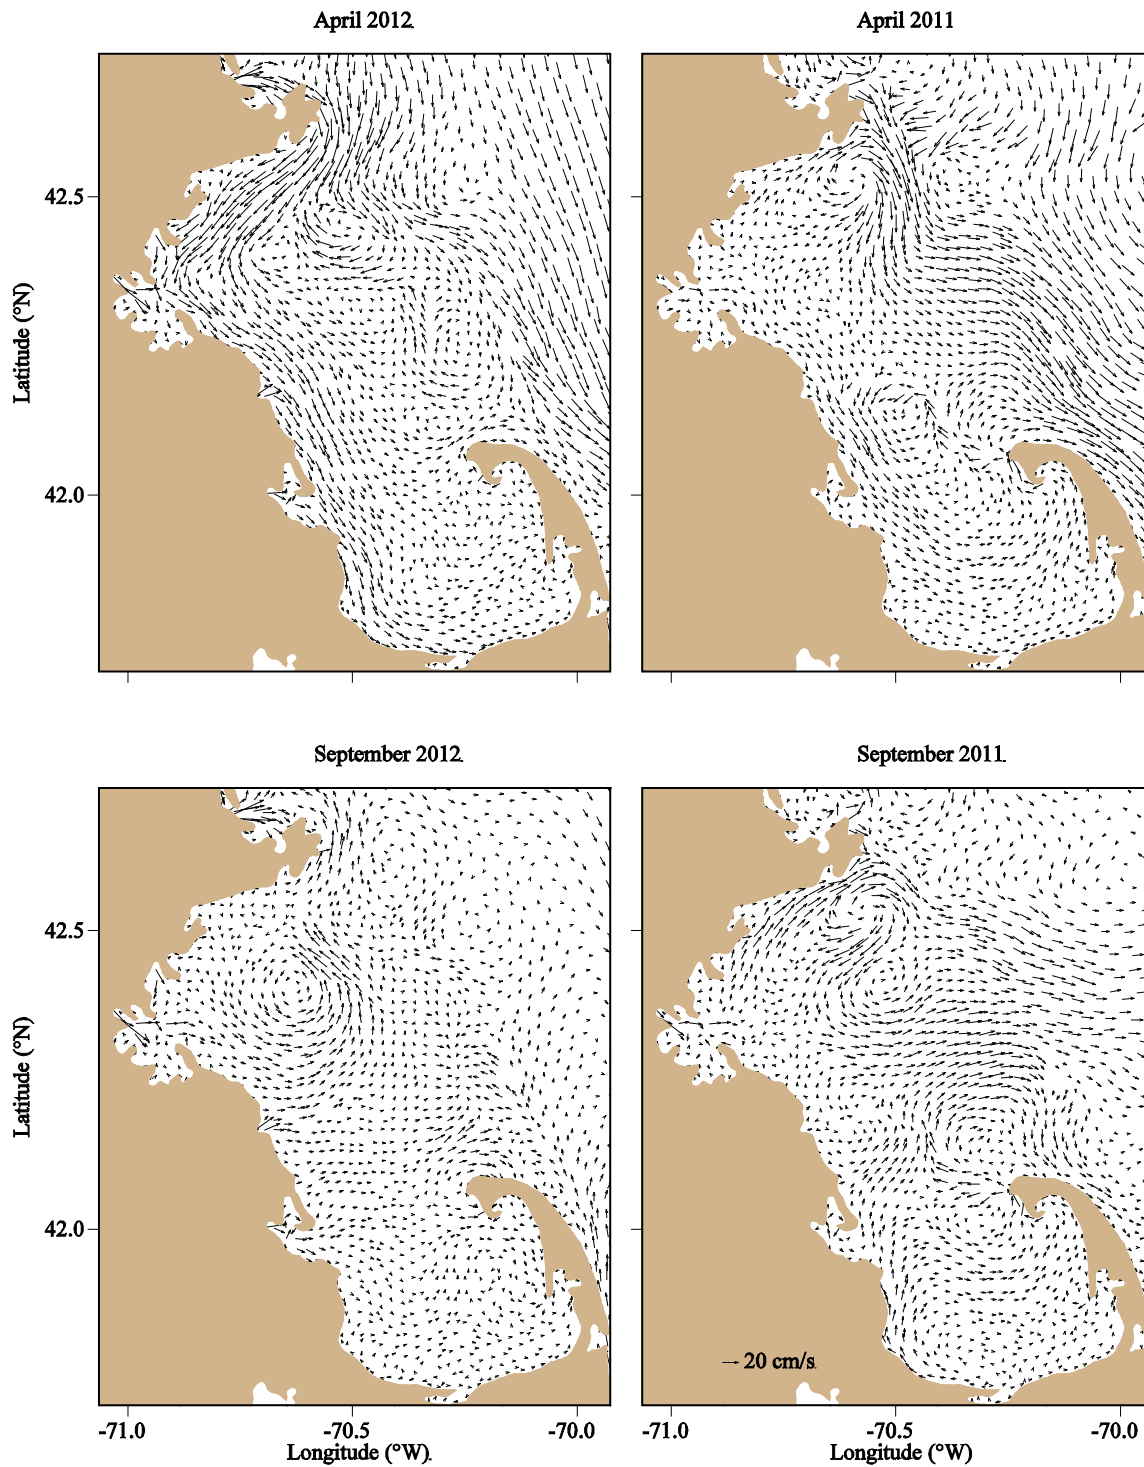 April 2012
April 2011
42.5
Latitude (°N)
42.0
September 2012
September 2011
42.5
Latitude (°N)
42.0
20 cm/s
-71.0 -70.5 -70.0
-71.0 -70.5 -70.0
Longitude (°W)
Longitude (°W)